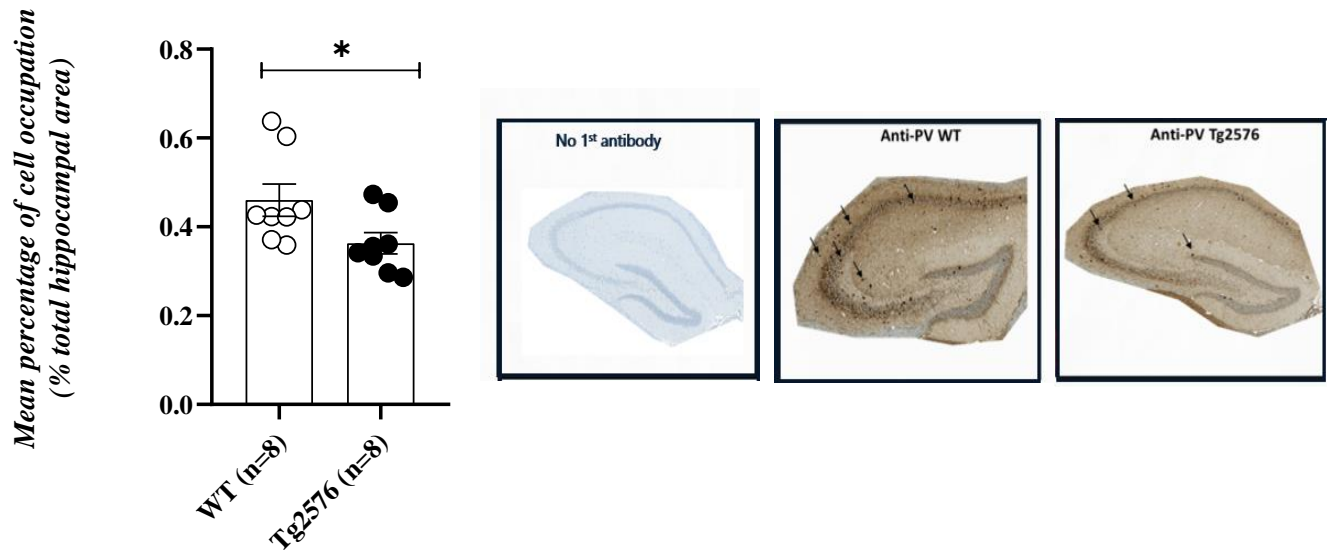 Mean percentage of cell occupation
(% total hippocampal area)
0.8
0.6
0.4
0.2
0.0
*
WT (n=8)
Tg2576 (n=8)
No 1st antibody
Anti-PV WT
Anti-PV Tg2576